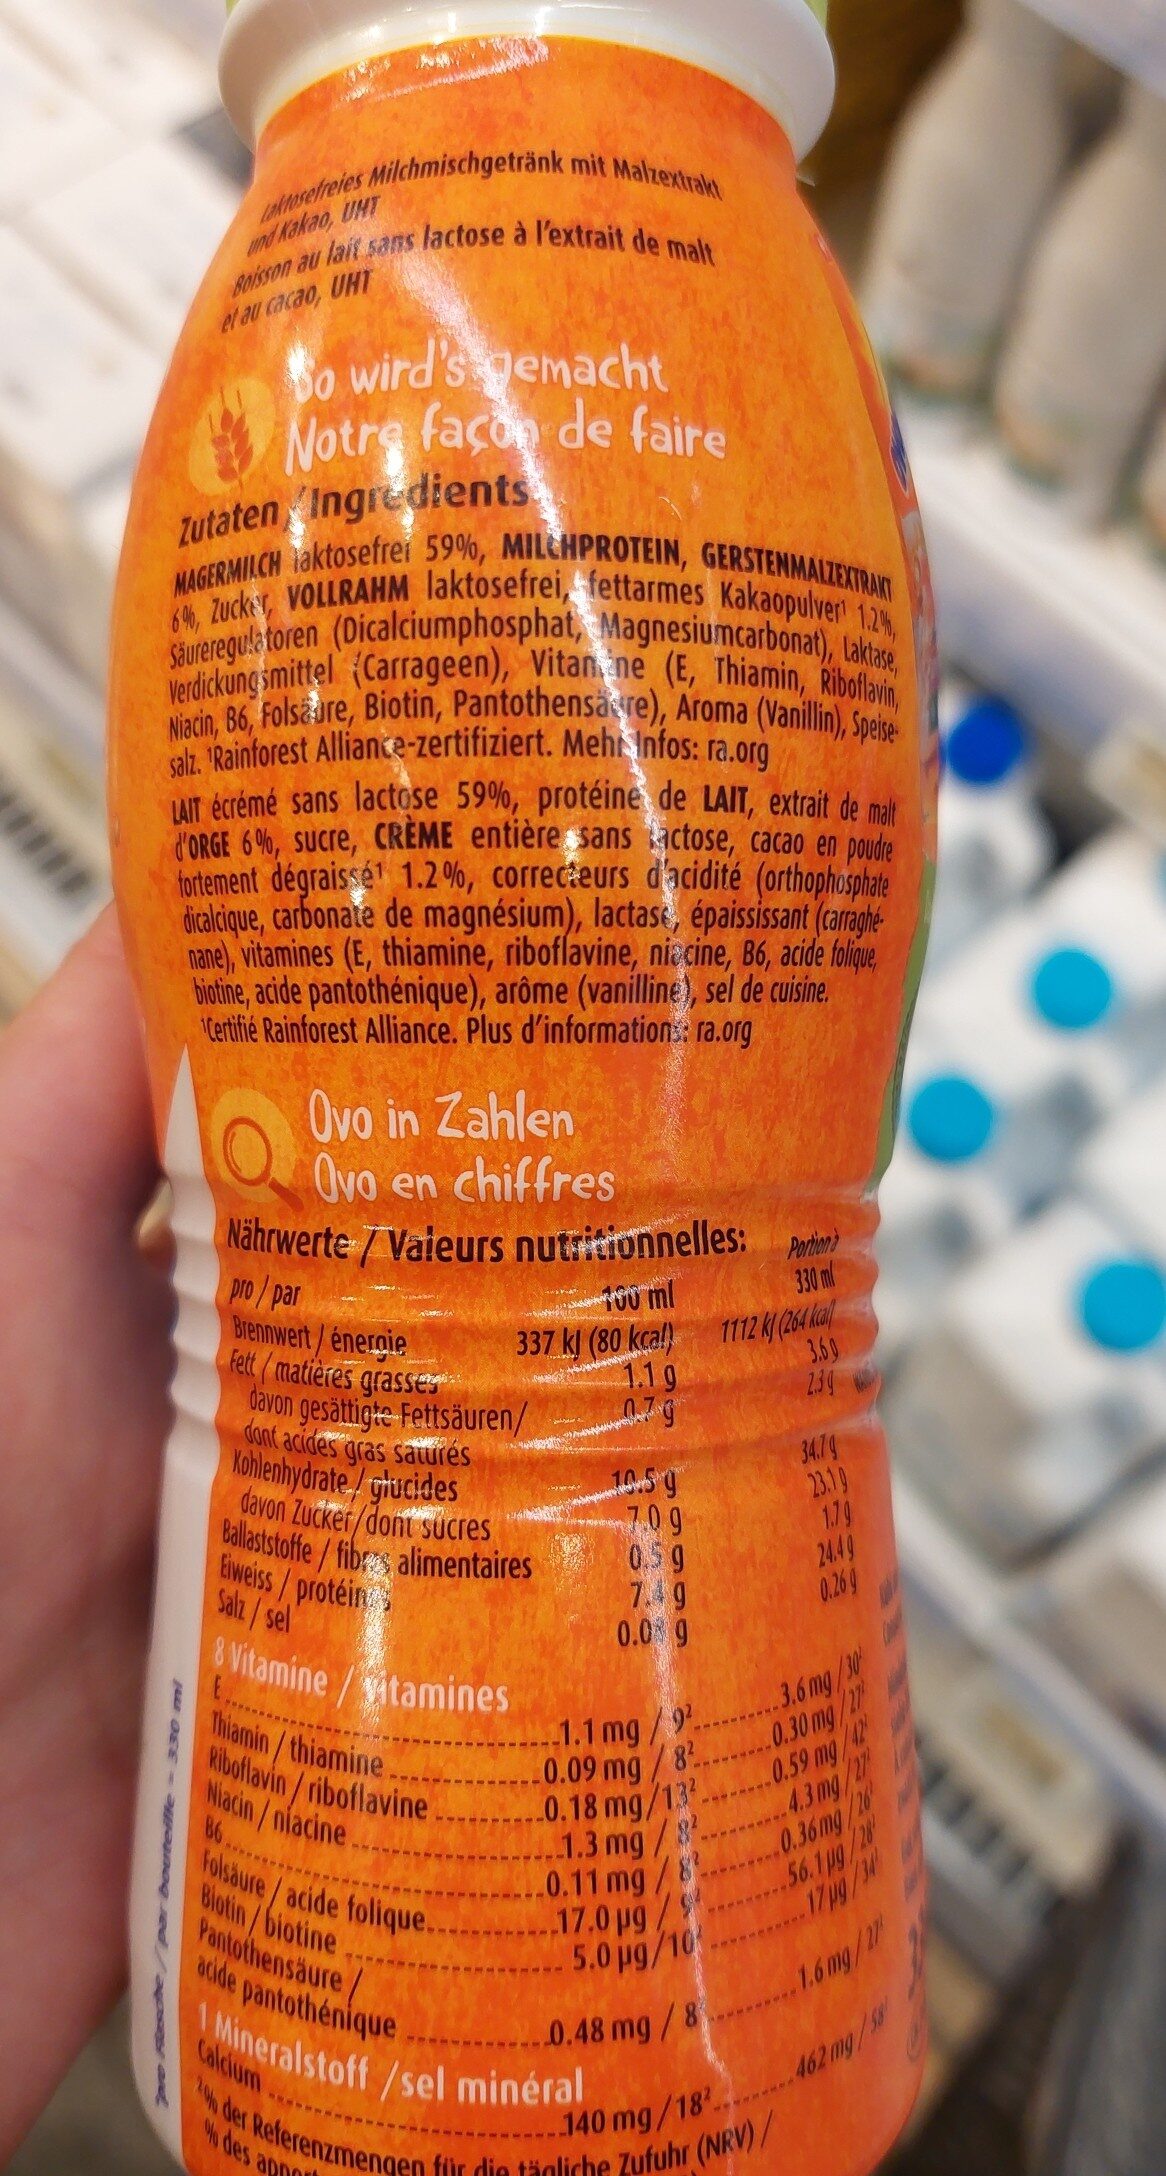 Laktosefreies Milchmischgetränk mit Malzextrakt
und Kakao, UHT
Boisson au lait sans lactose à l'extrait de malt
et au cacao, UHT
So wird's gemacht
Notre façon de faire
Zutaten / Ingredients
MAGERMILCH laktosefrei 59%, MILCHPROTEIN, GERSTENMALZEXTRAKT
6%, Zucker, VOLLRAHM laktosefrei, fettarmes Kakaopulver¹ 1.2%,
Säureregulatoren (Dicalciumphosphat, Magnesiumcarbonat), Laktase,
Verdickungsmittel (Carrageen), Vitamine (E, Thiamin, Riboflavin,
Niacin, B6, Folsäure, Biotin, Pantothensäure), Aroma (Vanillin), Speise-
salz. ¹Rainforest Alliance-zertifiziert. Mehr Infos: ra.org
LAIT écrémé sans lactose 59%, protéine de LAIT, extrait de malt
d'ORGE 6%, sucre, CRÈME entière sans lactose, cacao en poudre
fortement dégraissé¹ 1.2%, correcteurs d'acidité (orthophosphate
dicalcique, carbonate de magnésium), lactase, épaississant (carraghé-
nane), vitamines (E, thiamine, riboflavine, niacine, B6, acide folique,
biotine, acide pantothénique), arôme (vanilline), sel de cuisine.
¹Certifié Rainforest Alliance. Plus d'informations: ra.org
Ovo in Zahlen
Ovo en chiffres
Nährwerte / Valeurs nutritionnelles: Portion à
pro / par 100 ml 330 ml
Brennwert / énergie 337 kJ (80 kcal) 1112 kJ (264 kcal)
Fett / matières grasses 1.1 g 3.6 g
davon gesättigte Fettsäuren/ 0.7 g 2.3 g
dont acides gras saturés
Kohlenhydrate / glucides 10.5 g 34.7 g
davon Zucker/dont sucres 7.0 g 23.1 g
Ballaststoffe / fibres alimentaires 0.5 g 1.7 g
Eiweiss / protéines 7.4 g 24.4 g
Salz / sel 0.08 g 0.26 g
8 Vitamine / vitamines
E 1.1 mg / 9² 3.6 mg / 30²
Thiamin / thiamine 0.09 mg / 8² 0.30 mg / 27²
Riboflavin / riboflavine 0.18 mg/13² 0.59 mg / 42²
Niacin / niacine 1.3 mg / 8² 4.3 mg / 27²
B6 0.11 mg / 8² 0.36 mg / 26²
Folsäure / acide folique 17.0 µg / 9² 56.1 µg / 28²
Biotin / biotine 5.0 µg/10² 17 µg / 34²
Pantothensäure /
acide pantothénique 0.48 mg / 8² 1.6 mg / 27²
1 Mineralstoff /sel minéral
Calcium 140 mg/18² 462 mg / 58²
²% der Referenzmengen für die tägliche Zufuhr (NRV) /
% des
pro Flasche / par bouteille = 330 ml